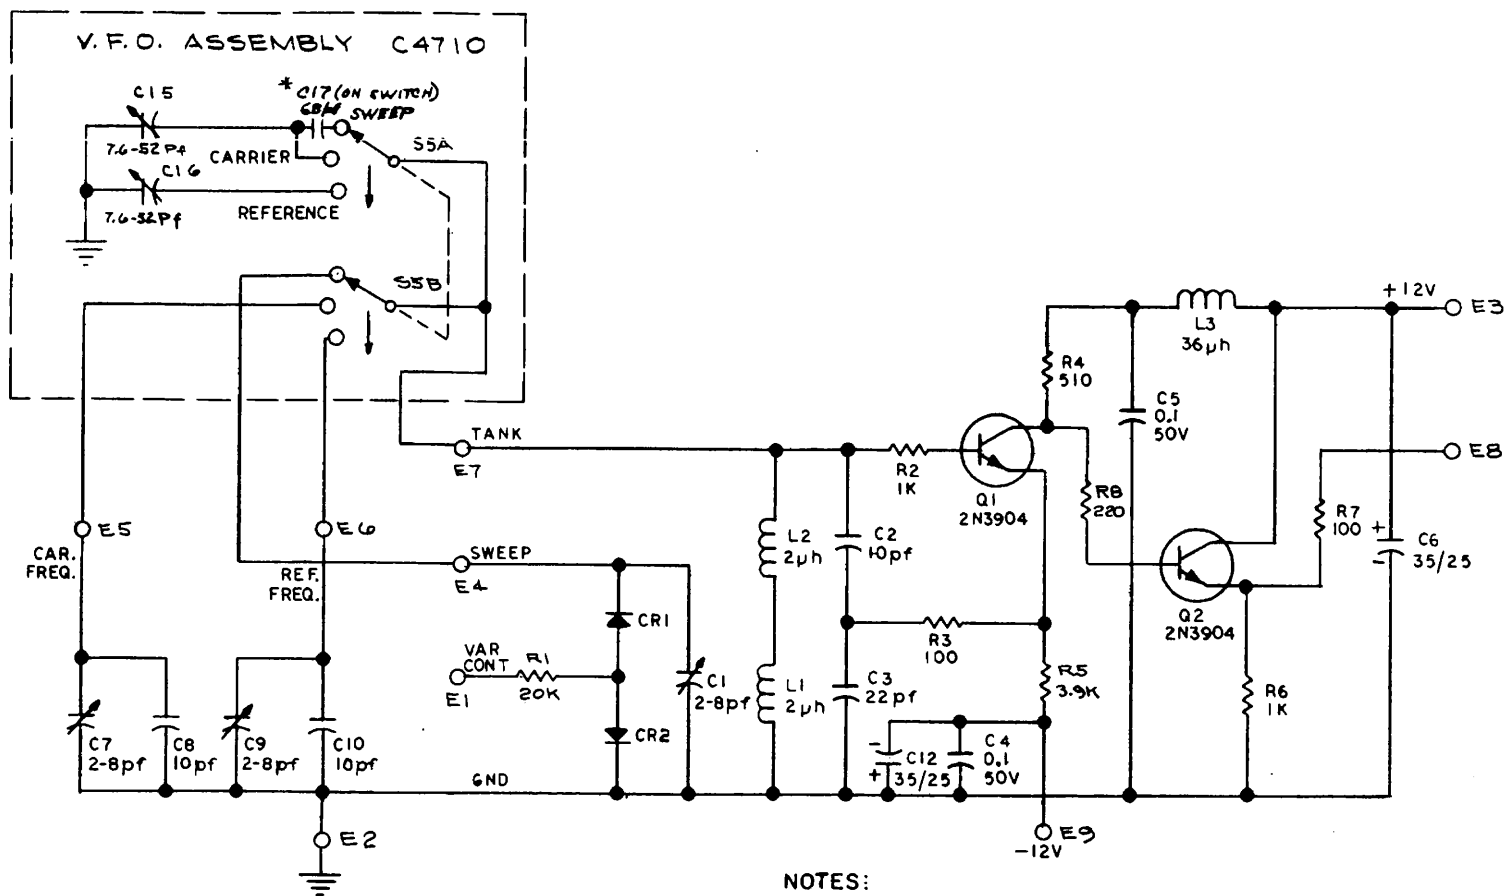 V.F.O. ASSEMBLY C4710
C15
* C17 (ON SWITCH)
68pf SWEEP
7.6-52Pf
CARRIER
S5A
C16
7.6-52Pf
REFERENCE
S5B
+12V
E3
L3
36μh
R4
510
C5
0.1
50V
TANK
E7
R2
1K
Q1
2N3904
R8
220
E8
R7
100
C6
35/25
+
-
E5
E6
CAR.
FREQ.
REF.
FREQ.
SWEEP
E4
L2
2μh
C2
10pf
Q2
2N3904
CR1
R3
100
VAR
CONT
R1
20K
E1
C1
2-8pf
L1
2μh
C3
22pf
R5
3.9K
R6
1K
CR2
C7
2-8pf
C8
10pf
C9
2-8pf
C10
10pf
-
+
C12
35/25
C4
0.1
50V
GND
E2
E9
-12V
NOTES: